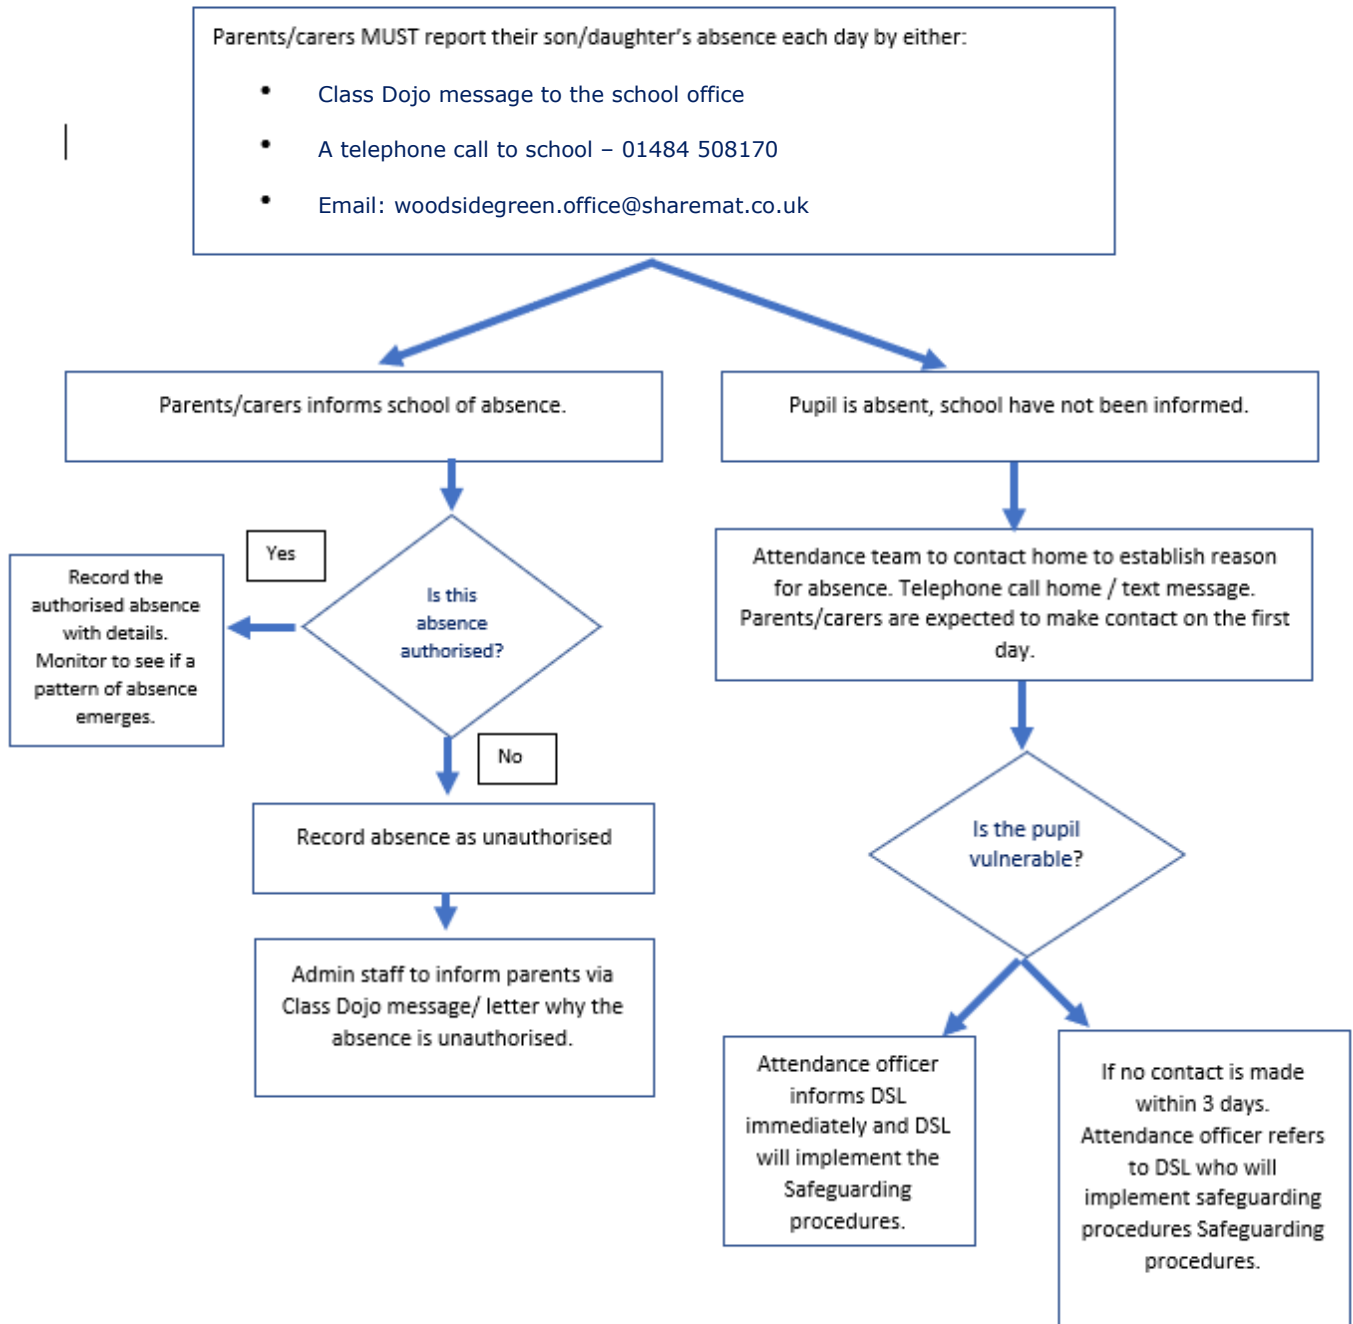 Parents/carers MUST report their son/daughter's absence each day by either:
• Class Dojo message to the school office
• A telephone call to school – 01484 508170
• Email: woodsidegreen.office@sharemat.co.uk
Parents/carers informs school of absence.
Pupil is absent, school have not been informed.
Yes
Record the
authorised absence
with details.
Monitor to see if a
pattern of absence
emerges.
Is this
absence
authorised?
No
Record absence as unauthorised
Admin staff to inform parents via
Class Dojo message/ letter why the
absence is unauthorised.
Attendance team to contact home to establish reason
for absence. Telephone call home / text message.
Parents/carers are expected to make contact on the first
day.
Is the pupil
vulnerable?
Attendance officer
informs DSL
immediately and DSL
will implement the
Safeguarding
procedures.
If no contact is made
within 3 days.
Attendance officer refers
to DSL who will
implement safeguarding
procedures Safeguarding
procedures.